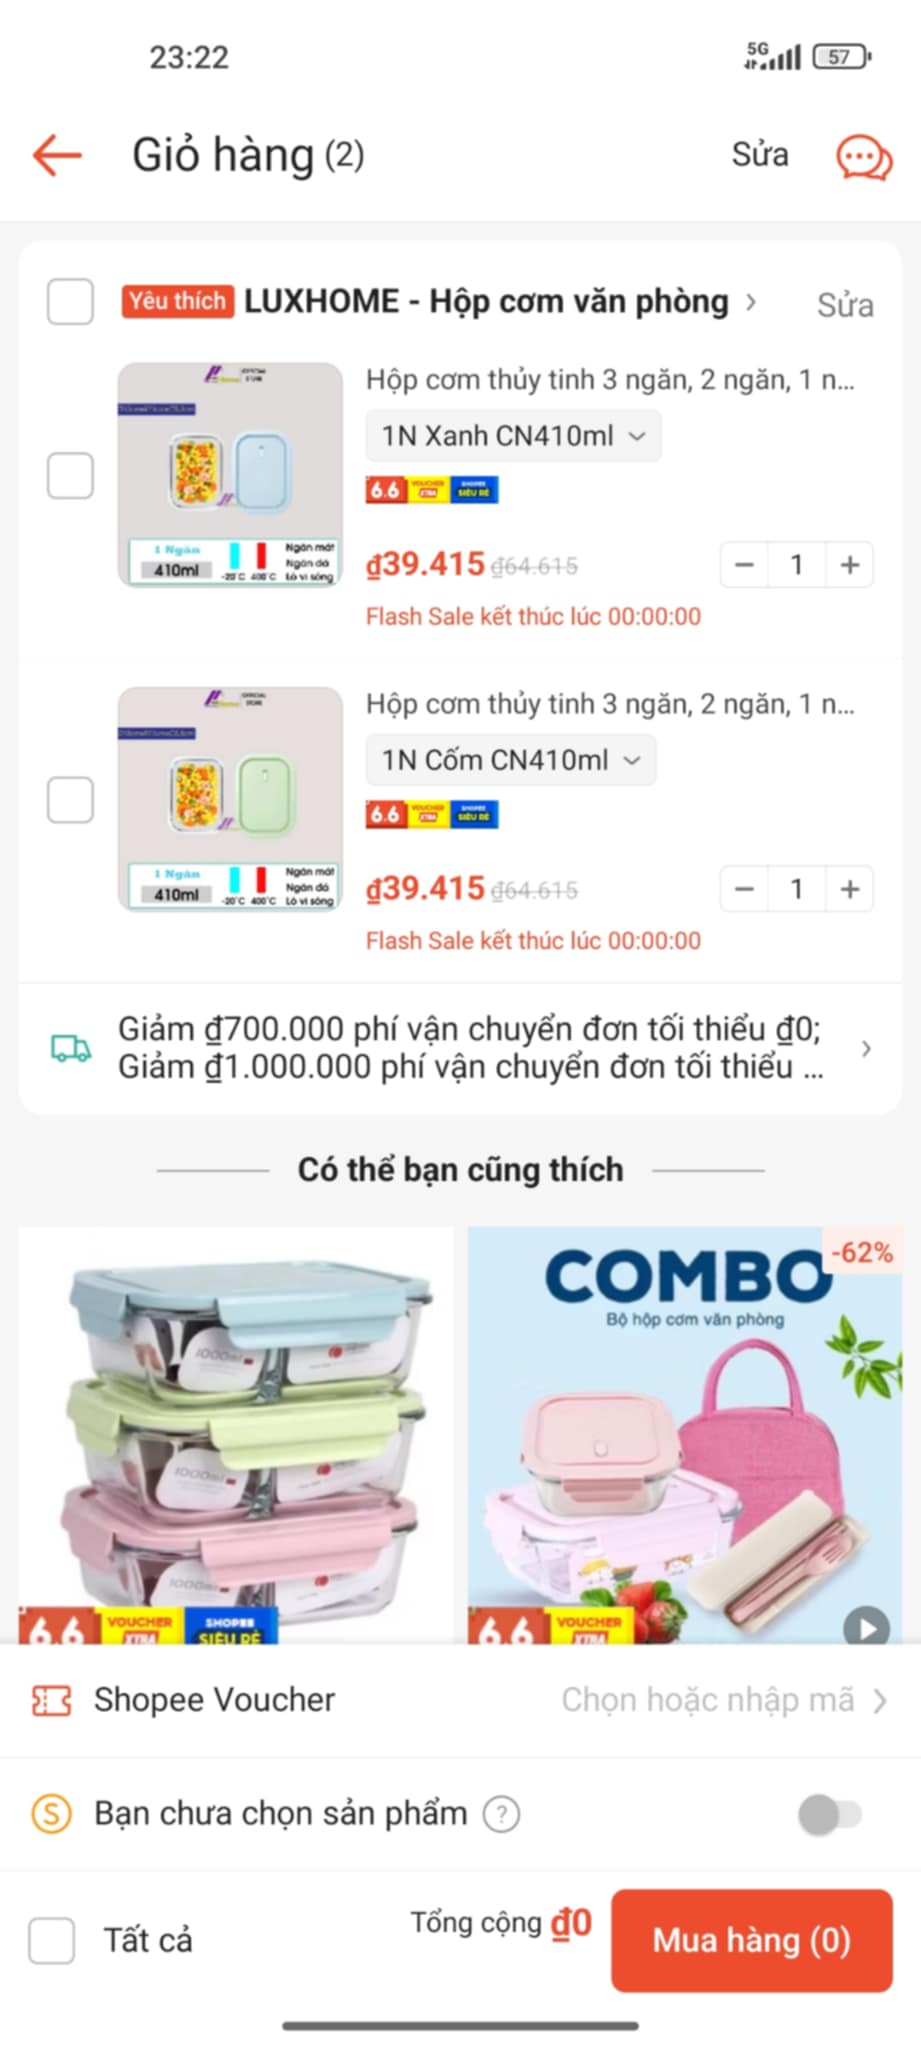 23:22
5G
57
Giỏ hàng (2)
Sửa
Yêu thích LUXHOME - Hộp cơm văn phòng
Sửa
Hộp cơm thủy tinh 3 ngăn, 2 ngăn, 1 n...
1N Xanh CN410ml
6.6 VOUCHER XTRA SHOPEE SIÊU RẺ
1 Ngăn
410ml
-20°C 400°C
Ngăn mát
Ngăn đá
Lò vi sóng
₫39.415 ₫64.615
1
Flash Sale kết thúc lúc 00:00:00
Hộp cơm thủy tinh 3 ngăn, 2 ngăn, 1 n...
OFFICIAL
STORE
1N Cốm CN410ml
6.6 VOUCHER XTRA SHOPEE SIÊU RẺ
1 Ngăn
410ml
-20°C 400°C
Ngăn mát
Ngăn đá
Lò vi sóng
₫39.415 ₫64.615
1
Flash Sale kết thúc lúc 00:00:00
Giảm ₫700.000 phí vận chuyển đơn tối thiểu ₫0;
Giảm ₫1.000.000 phí vận chuyển đơn tối thiểu ...
Có thể bạn cũng thích
1000ml
1000ml
1000ml
6.6 VOUCHER XTRA SHOPEE SIÊU RẺ
-62%
COMBO
Bộ hộp cơm văn phòng
6.6 VOUCHER XTRA
Shopee Voucher
Chọn hoặc nhập mã
Bạn chưa chọn sản phẩm
Tất cả
Tổng cộng ₫0
Mua hàng (0)